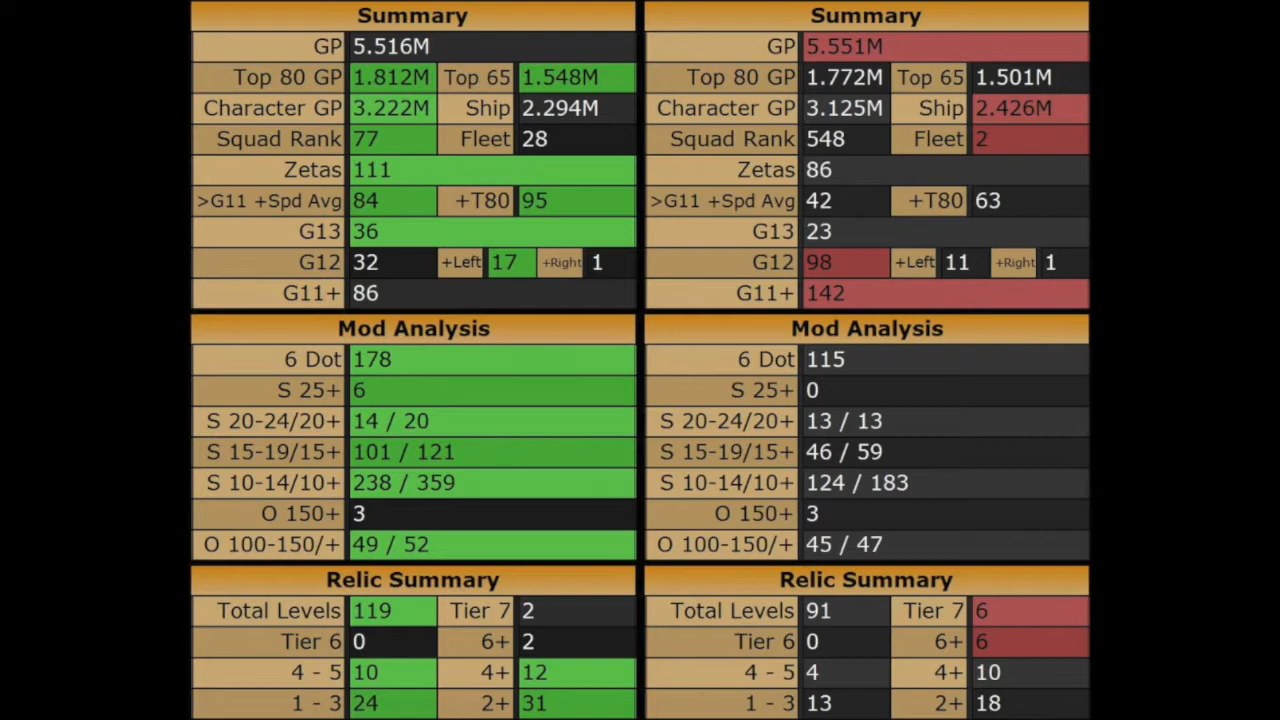 Summary
GP 5.516M
Top 80 GP 1.812M Top 65 1.548M
Character GP 3.222M Ship 2.294M
Squad Rank 77 Fleet 28
Zetas 111
>G11 +Spd Avg 84 +T80 95
G13 36
G12 32 +Left 17 +Right 1
G11+ 86
Mod Analysis
6 Dot 178
S 25+ 6
S 20-24/20+ 14 / 20
S 15-19/15+ 101 / 121
S 10-14/10+ 238 / 359
O 150+ 3
O 100-150/+ 49 / 52
Relic Summary
Total Levels 119 Tier 7 2
Tier 6 0 6+ 2
4 - 5 10 4+ 12
1 - 3 24 2+ 31
Summary
GP 5.551M
Top 80 GP 1.772M Top 65 1.501M
Character GP 3.125M Ship 2.426M
Squad Rank 548 Fleet 2
Zetas 86
>G11 +Spd Avg 42 +T80 63
G13 23
G12 98 +Left 11 +Right 1
G11+ 142
Mod Analysis
6 Dot 115
S 25+ 0
S 20-24/20+ 13 / 13
S 15-19/15+ 46 / 59
S 10-14/10+ 124 / 183
O 150+ 3
O 100-150/+ 45 / 47
Relic Summary
Total Levels 91 Tier 7 6
Tier 6 0 6+ 6
4 - 5 4 4+ 10
1 - 3 13 2+ 18